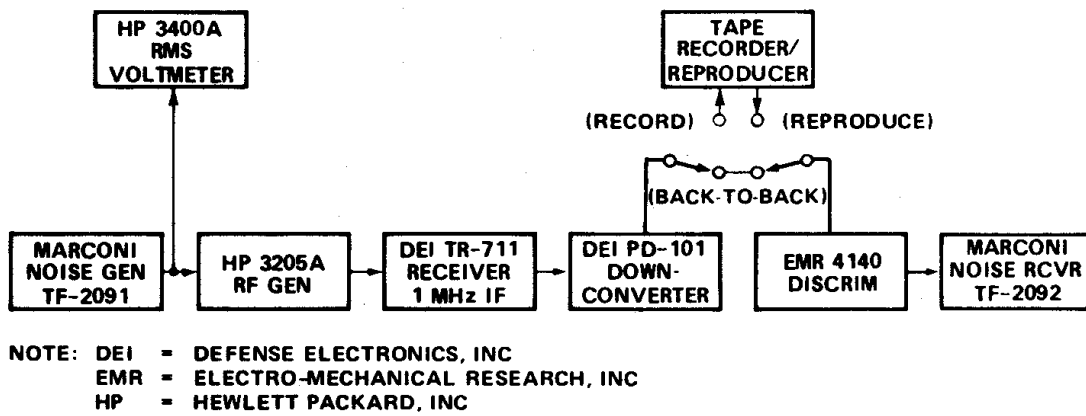 HP 3400A
RMS
VOLTMETER
TAPE
RECORDER/
REPRODUCER
(RECORD)
(REPRODUCE)
(BACK-TO-BACK)
MARCONI
NOISE GEN
TF-2091
HP 3205A
RF GEN
DEI TR-711
RECEIVER
1 MHz IF
DEI PD-101
DOWN-
CONVERTER
EMR 4140
DISCRIM
MARCONI
NOISE RCVR
TF-2092
NOTE: DEI = DEFENSE ELECTRONICS, INC
EMR = ELECTRO-MECHANICAL RESEARCH, INC
HP = HEWLETT PACKARD, INC